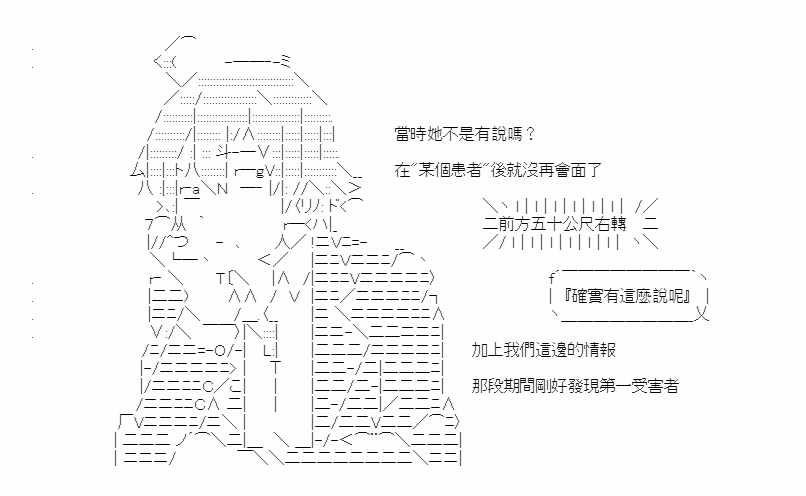 當時她不是有說嗎？
在"某個患者"後就沒再會面了
二前方五十公尺右轉 二
『確實有這麼說呢』
加上我們這邊的情報
那段期間剛好發現第一受害者